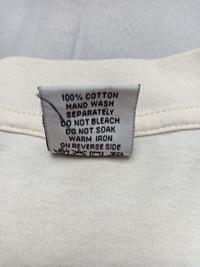 100% COTTON
HAND WASH
SEPARATELY
DO NOT BLEACH
DO NOT SOAK
WARM IRON
ON REVERSE SIDE